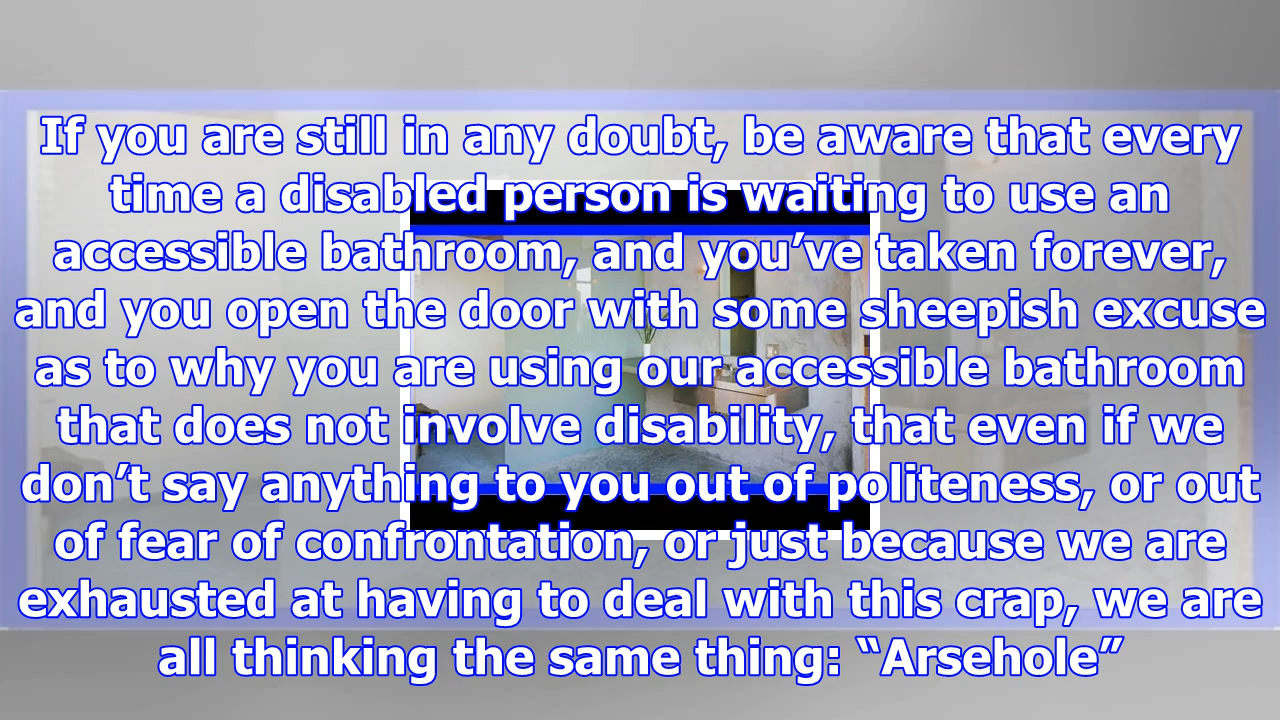 If you are still in any doubt, be aware that every
time a disabled person is waiting to use an
accessible bathroom, and you’ve taken forever,
and you open the door with some sheepish excuse
as to why you are using our accessible bathroom
that does not involve disability, that even if we
don’t say anything to you out of politeness, or out
of fear of confrontation, or just because we are
exhausted at having to deal with this crap, we are
all thinking the same thing: “Arsehole”